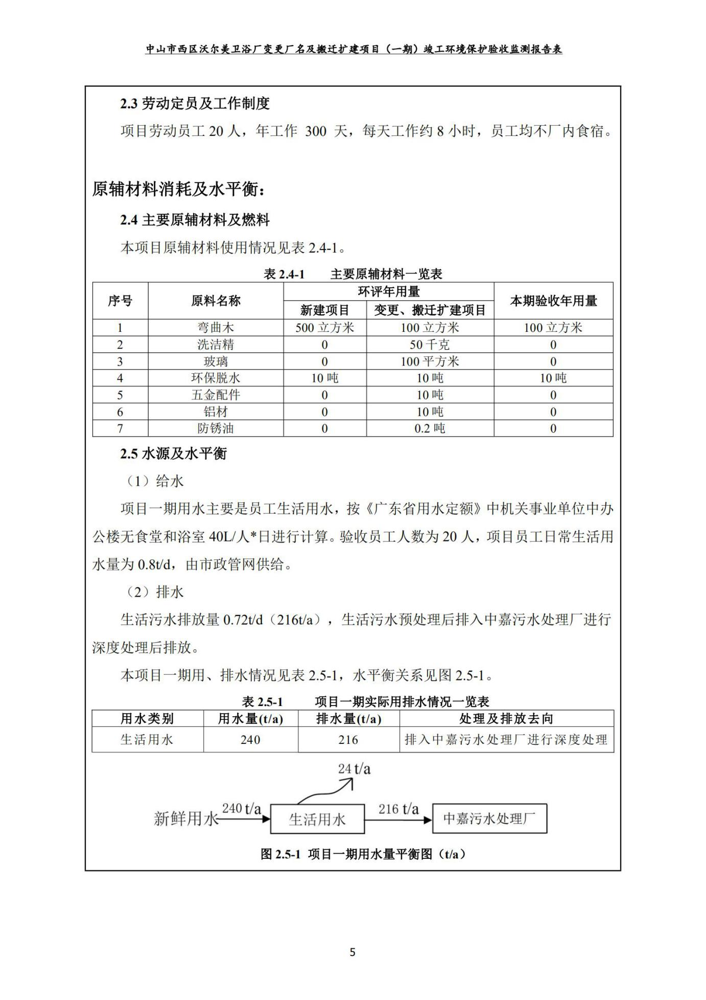 中山市西区沃尔美卫浴厂变更厂名及搬迁扩建项目（一期）竣工环境保护验收监测报告表
2.3 劳动定员及工作制度
项目劳动员工 20 人，年工作 300 天，每天工作约 8 小时，员工均不厂内食宿。
原辅材料消耗及水平衡：
2.4 主要原辅材料及燃料
本项目原辅材料使用情况见表 2.4-1。
表 2.4-1 主要原辅材料一览表
序号 原料名称 环评年用量 本期验收年用量
新建项目 变更、搬迁扩建项目
1 弯曲木 500 立方米 100 立方米 100 立方米
2 洗洁精 0 50 千克 0
3 玻璃 0 100 平方米 0
4 环保脱水 10 吨 10 吨 10 吨
5 五金配件 0 10 吨 0
6 铝材 0 10 吨 0
7 防锈油 0 0.2 吨 0
2.5 水源及水平衡
（1）给水
项目一期用水主要是员工生活用水，按《广东省用水定额》中机关事业单位中办
公楼无食堂和浴室 40L/人*日进行计算。验收员工人数为 20 人，项目员工日常生活用
水量为 0.8t/d，由市政管网供给。
（2）排水
生活污水排放量 0.72t/d（216t/a），生活污水预处理后排入中嘉污水处理厂进行
深度处理后排放。
本项目一期用、排水情况见表 2.5-1，水平衡关系见图 2.5-1。
表 2.5-1 项目一期实际用排水情况一览表
用水类别 用水量(t/a) 排水量(t/a) 处理及排放去向
生活用水 240 216 排入中嘉污水处理厂进行深度处理
24 t/a
新鲜用水 240 t/a 生活用水 216 t/a 中嘉污水处理厂
图 2.5-1 项目一期用水量平衡图（t/a）
5